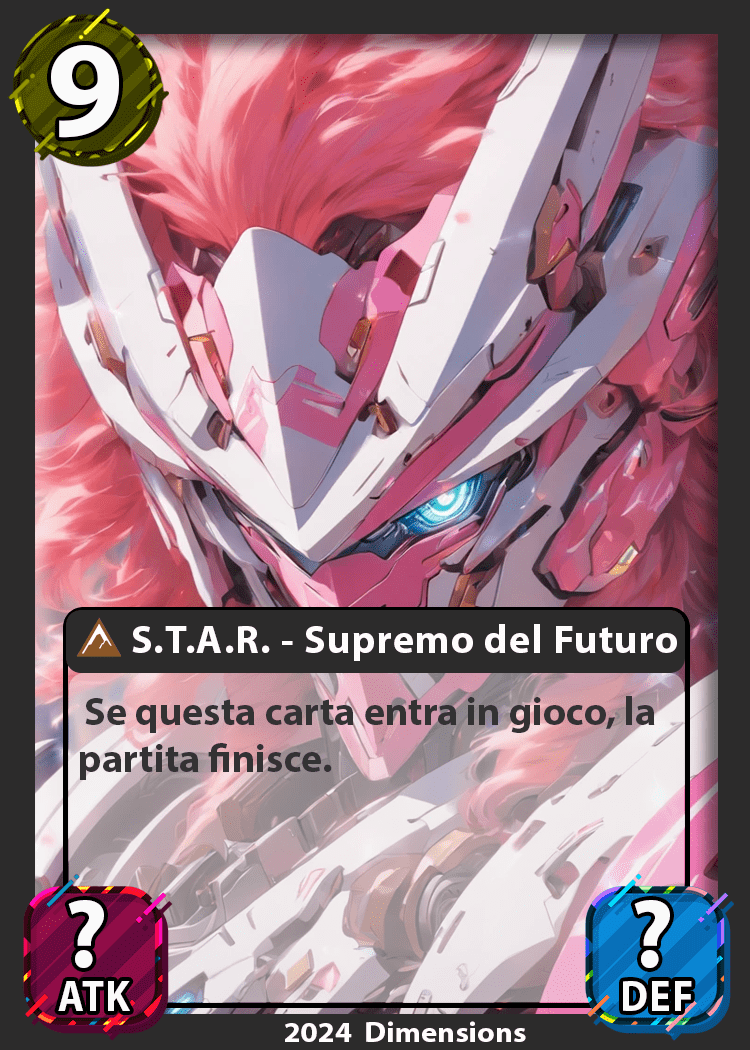 9
S.T.A.R. - Supremo del Futuro
Se questa carta entra in gioco, la
partita finisce.
? ?
ATK DEF
2024 Dimensions